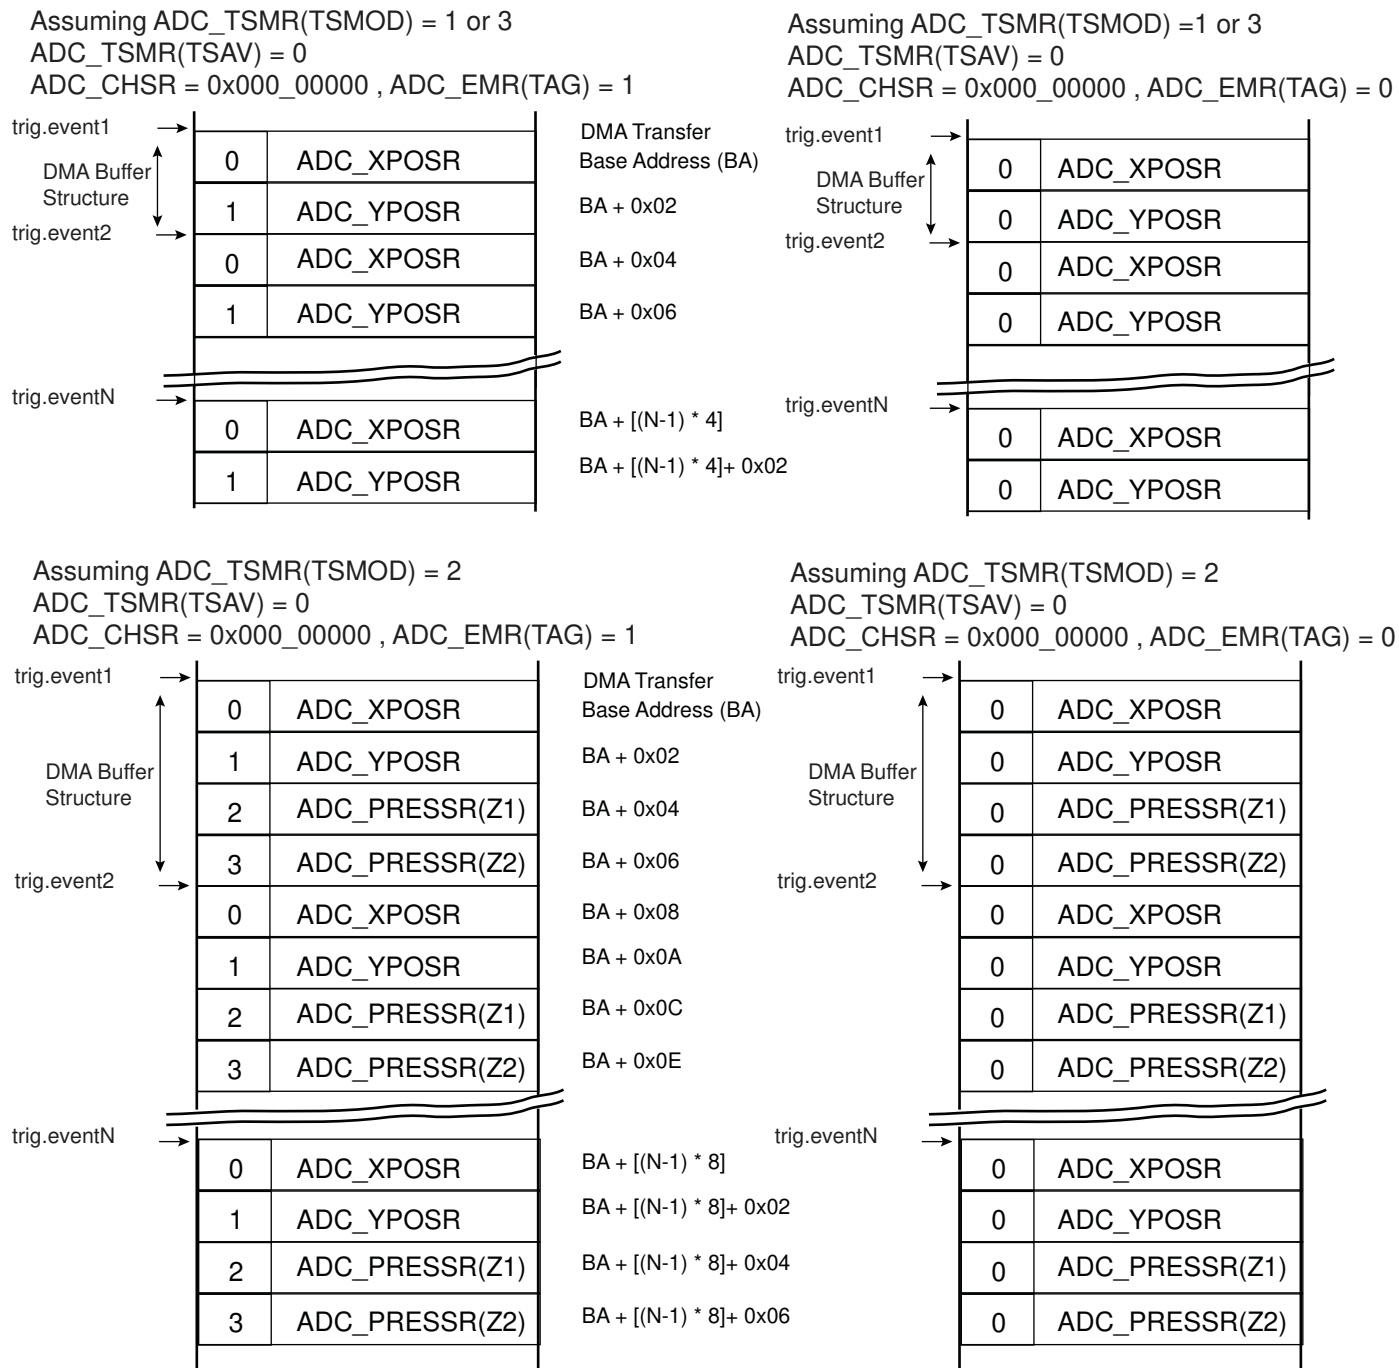 Assuming ADC_TSMR(TSMOD) = 1 or 3
ADC_TSMR(TSAV) = 0
ADC_CHSR = 0x000_00000 , ADC_EMR(TAG) = 1
trig.event1
DMA Buffer
Structure
trig.event2
trig.eventN
0 ADC_XPOSR
1 ADC_YPOSR
0 ADC_XPOSR
1 ADC_YPOSR
0 ADC_XPOSR
1 ADC_YPOSR
DMA Transfer
Base Address (BA)
BA + 0x02
BA + 0x04
BA + 0x06
BA + [(N-1) * 4]
BA + [(N-1) * 4]+ 0x02
Assuming ADC_TSMR(TSMOD) =1 or 3
ADC_TSMR(TSAV) = 0
ADC_CHSR = 0x000_00000 , ADC_EMR(TAG) = 0
trig.event1
DMA Buffer
Structure
trig.event2
trig.eventN
0 ADC_XPOSR
0 ADC_YPOSR
0 ADC_XPOSR
0 ADC_YPOSR
0 ADC_XPOSR
0 ADC_YPOSR
Assuming ADC_TSMR(TSMOD) = 2
ADC_TSMR(TSAV) = 0
ADC_CHSR = 0x000_00000 , ADC_EMR(TAG) = 1
trig.event1
DMA Buffer
Structure
trig.event2
trig.eventN
0 ADC_XPOSR
1 ADC_YPOSR
2 ADC_PRESSR(Z1)
3 ADC_PRESSR(Z2)
0 ADC_XPOSR
1 ADC_YPOSR
2 ADC_PRESSR(Z1)
3 ADC_PRESSR(Z2)
0 ADC_XPOSR
1 ADC_YPOSR
2 ADC_PRESSR(Z1)
3 ADC_PRESSR(Z2)
DMA Transfer
Base Address (BA)
BA + 0x02
BA + 0x04
BA + 0x06
BA + 0x08
BA + 0x0A
BA + 0x0C
BA + 0x0E
BA + [(N-1) * 8]
BA + [(N-1) * 8]+ 0x02
BA + [(N-1) * 8]+ 0x04
BA + [(N-1) * 8]+ 0x06
Assuming ADC_TSMR(TSMOD) = 2
ADC_TSMR(TSAV) = 0
ADC_CHSR = 0x000_00000 , ADC_EMR(TAG) = 0
trig.event1
DMA Buffer
Structure
trig.event2
trig.eventN
0 ADC_XPOSR
0 ADC_YPOSR
0 ADC_PRESSR(Z1)
0 ADC_PRESSR(Z2)
0 ADC_XPOSR
0 ADC_YPOSR
0 ADC_PRESSR(Z1)
0 ADC_PRESSR(Z2)
0 ADC_XPOSR
0 ADC_YPOSR
0 ADC_PRESSR(Z1)
0 ADC_PRESSR(Z2)